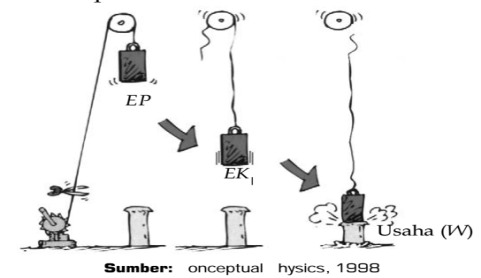 EP
EK
Usaha (W)
Sumber: onceptual hysics, 1998